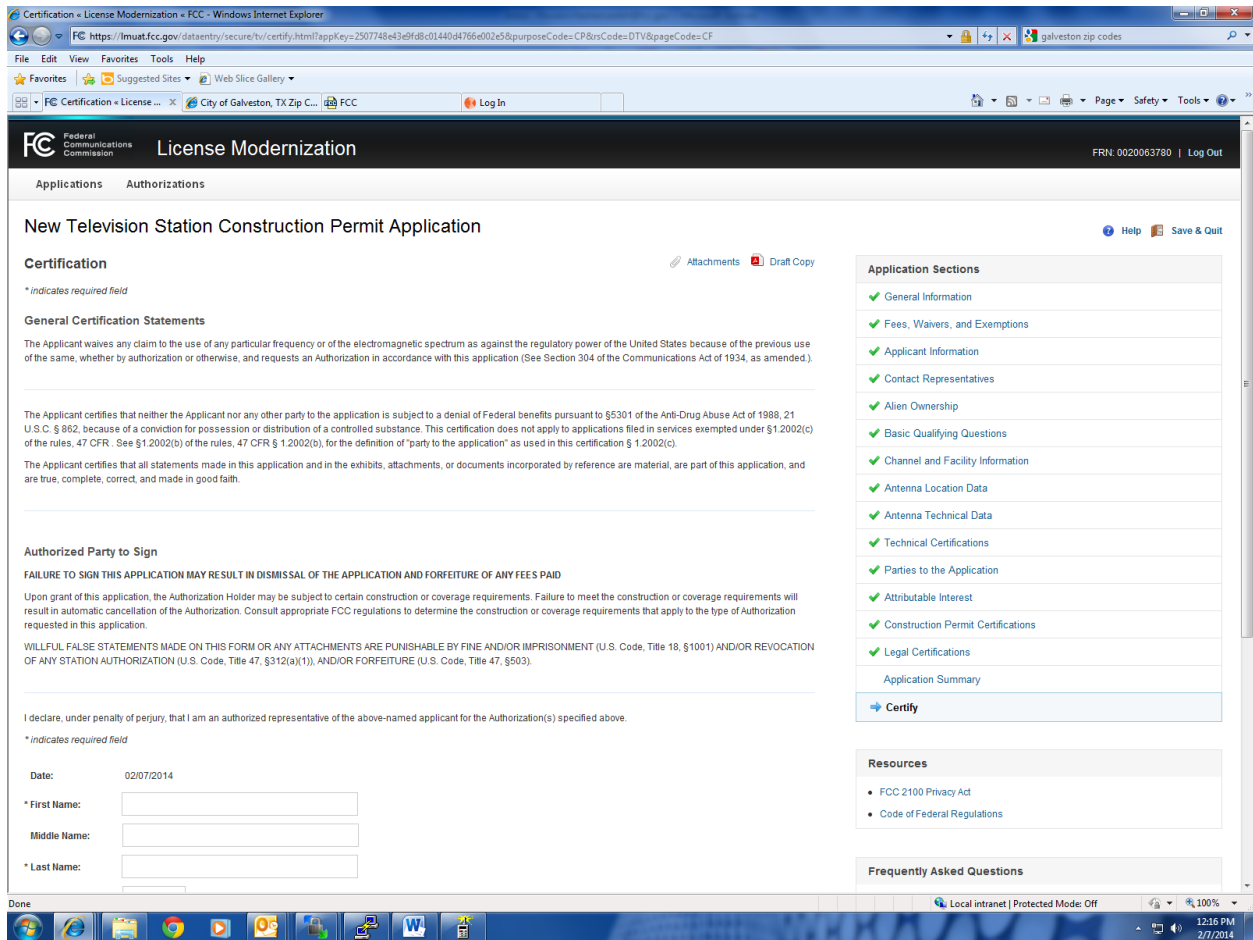 Certification « License Modernization « FCC - Windows Internet Explorer
https://lmuat.fcc.gov/dataentry/secure/tv/certify.html?appKey=2507748e43e9fd8c01440d4766e002e5&purposeCode=CP&rsCode=DTV&pageCode=CF
galveston zip codes
File Edit View Favorites Tools Help
Favorites Suggested Sites Web Slice Gallery
FC Certification « License ... X City of Galveston, TX Zip C... FCC Log In
Page Safety Tools
FC Federal Communications Commission License Modernization
FRN: 0020063780 | Log Out
Applications Authorizations
New Television Station Construction Permit Application
Help Save & Quit
Certification
Attachments Draft Copy
* indicates required field
General Certification Statements
The Applicant waives any claim to the use of any particular frequency or of the electromagnetic spectrum as against the regulatory power of the United States because of the previous use
of the same, whether by authorization or otherwise, and requests an Authorization in accordance with this application (See Section 304 of the Communications Act of 1934, as amended.).
The Applicant certifies that neither the Applicant nor any other party to the application is subject to a denial of Federal benefits pursuant to §5301 of the Anti-Drug Abuse Act of 1988, 21
U.S.C. § 862, because of a conviction for possession or distribution of a controlled substance. This certification does not apply to applications filed in services exempted under §1.2002(c)
of the rules, 47 CFR . See §1.2002(b) of the rules, 47 CFR § 1.2002(b), for the definition of "party to the application" as used in this certification § 1.2002(c).
The Applicant certifies that all statements made in this application and in the exhibits, attachments, or documents incorporated by reference are material, are part of this application, and
are true, complete, correct, and made in good faith.
Authorized Party to Sign
FAILURE TO SIGN THIS APPLICATION MAY RESULT IN DISMISSAL OF THE APPLICATION AND FORFEITURE OF ANY FEES PAID
Upon grant of this application, the Authorization Holder may be subject to certain construction or coverage requirements. Failure to meet the construction or coverage requirements will
result in automatic cancellation of the Authorization. Consult appropriate FCC regulations to determine the construction or coverage requirements that apply to the type of Authorization
requested in this application.
WILLFUL FALSE STATEMENTS MADE ON THIS FORM OR ANY ATTACHMENTS ARE PUNISHABLE BY FINE AND/OR IMPRISONMENT (U.S. Code, Title 18, §1001) AND/OR REVOCATION
OF ANY STATION AUTHORIZATION (U.S. Code, Title 47, §312(a)(1)), AND/OR FORFEITURE (U.S. Code, Title 47, §503).
I declare, under penalty of perjury, that I am an authorized representative of the above-named applicant for the Authorization(s) specified above.
* indicates required field
Date: 02/07/2014
* First Name:
Middle Name:
* Last Name:
Application Sections
General Information
Fees, Waivers, and Exemptions
Applicant Information
Contact Representatives
Alien Ownership
Basic Qualifying Questions
Channel and Facility Information
Antenna Location Data
Antenna Technical Data
Technical Certifications
Parties to the Application
Attributable Interest
Construction Permit Certifications
Legal Certifications
Application Summary
Certify
Resources
• FCC 2100 Privacy Act
• Code of Federal Regulations
Frequently Asked Questions
Done
Local intranet | Protected Mode: Off
100%
12:16 PM
2/7/2014